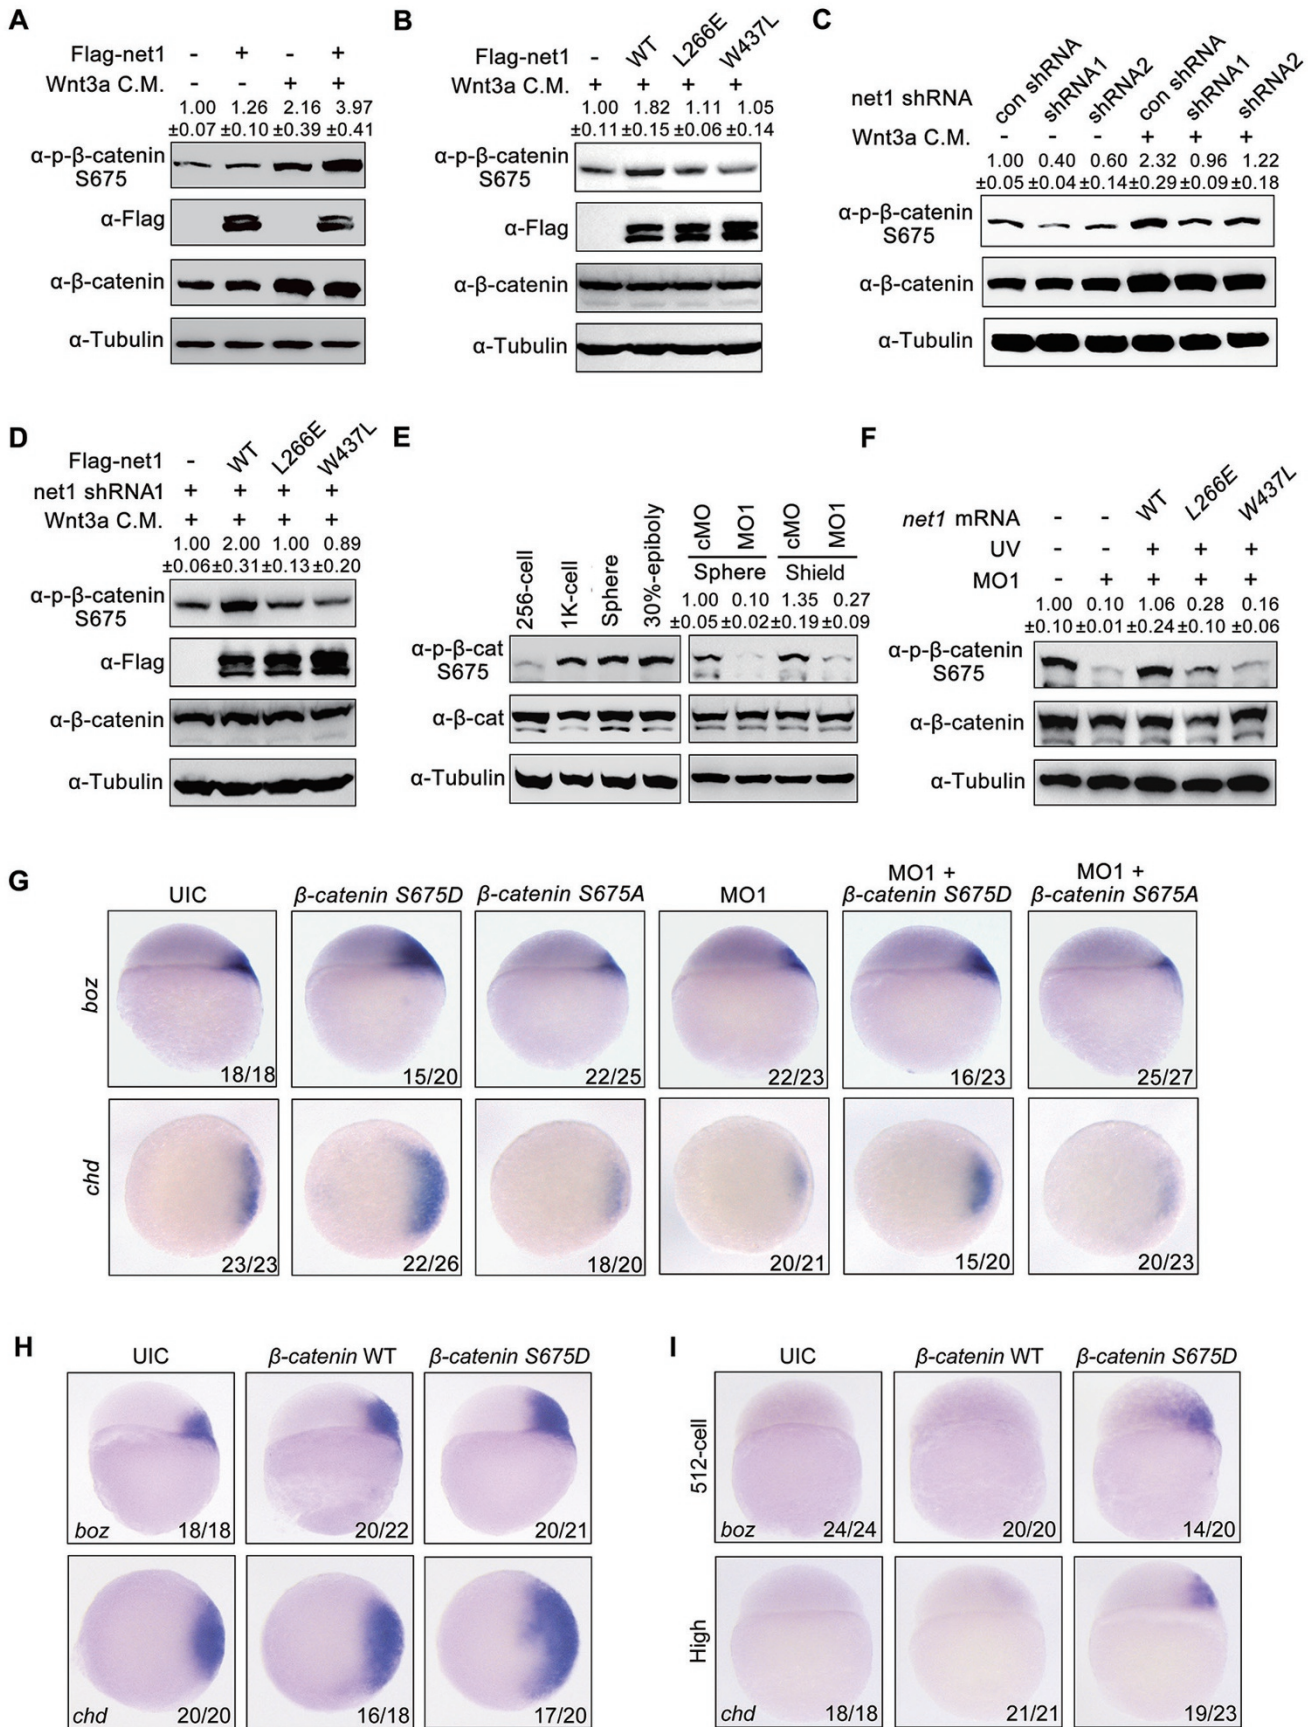 A
Flag-net1 - + - +
Wnt3a C.M. - - + +
1.00 1.26 2.16 3.97
±0.07 ±0.10 ±0.39 ±0.41
α-p-β-catenin
S675
α-Flag
α-β-catenin
α-Tubulin
B
Flag-net1 - WT L266E W437L
Wnt3a C.M. + + + +
1.00 1.82 1.11 1.05
±0.11 ±0.15 ±0.06 ±0.14
α-p-β-catenin
S675
α-Flag
α-β-catenin
α-Tubulin
C
net1 shRNA con shRNA shRNA1 shRNA2 con shRNA shRNA1 shRNA2
Wnt3a C.M. - - - + + +
1.00 0.40 0.60 2.32 0.96 1.22
±0.05 ±0.04 ±0.14 ±0.29 ±0.09 ±0.18
α-p-β-catenin
S675
α-β-catenin
α-Tubulin
D
Flag-net1 - WT L266E W437L
net1 shRNA1 + + + +
Wnt3a C.M. + + + +
1.00 2.00 1.00 0.89
±0.06 ±0.31 ±0.13 ±0.20
α-p-β-catenin
S675
α-Flag
α-β-catenin
α-Tubulin
E
256-cell 1K-cell Sphere 30%-epiboly cMO MO1 cMO MO1
Sphere Shield
1.00 0.10 1.35 0.27
±0.05 ±0.02 ±0.19 ±0.09
α-p-β-cat
S675
α-β-cat
α-Tubulin
F
net1 mRNA - - WT L266E W437L
UV - - + + +
MO1 - + + + +
1.00 0.10 1.06 0.28 0.16
±0.10 ±0.01 ±0.24 ±0.10 ±0.06
α-p-β-catenin
S675
α-β-catenin
α-Tubulin
G
UIC β-catenin S675D β-catenin S675A MO1 MO1 + β-catenin S675D MO1 + β-catenin S675A
boz
18/18 15/20 22/25 22/23 16/23 25/27
chd
23/23 22/26 18/20 20/21 15/20 20/23
H
UIC β-catenin WT β-catenin S675D
boz 18/18 20/22 20/21
chd 20/20 16/18 17/20
I
UIC β-catenin WT β-catenin S675D
512-cell
boz 24/24 20/20 14/20
High
chd 18/18 21/21 19/23